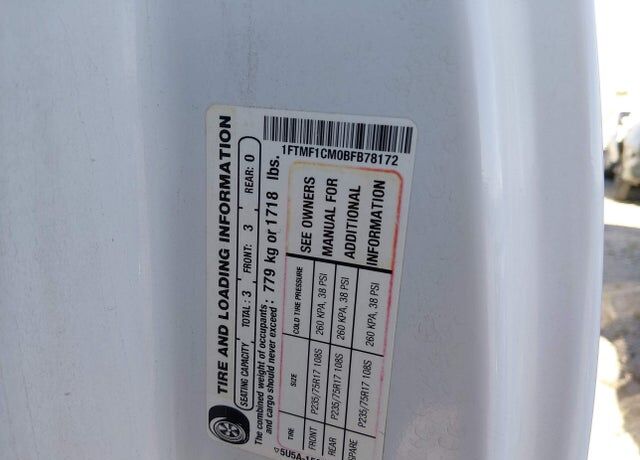 TIRE AND LOADING INFORMATION
SEATING CAPACITY TOTAL: 3 FRONT: 3 REAR: 0
The combined weight of occupants
and cargo should never exceed: 779 kg or 1718 lbs.
TIRE SIZE COLD TIRE PRESSURE
FRONT P235/75R17 108S 260 KPA, 38 PSI
REAR P235/75R17 108S 260 KPA, 38 PSI
SPARE P235/75R17 108S 260 KPA, 38 PSI
SEE OWNERS
MANUAL FOR
ADDITIONAL
INFORMATION
1FTMF1CM0BFB78172